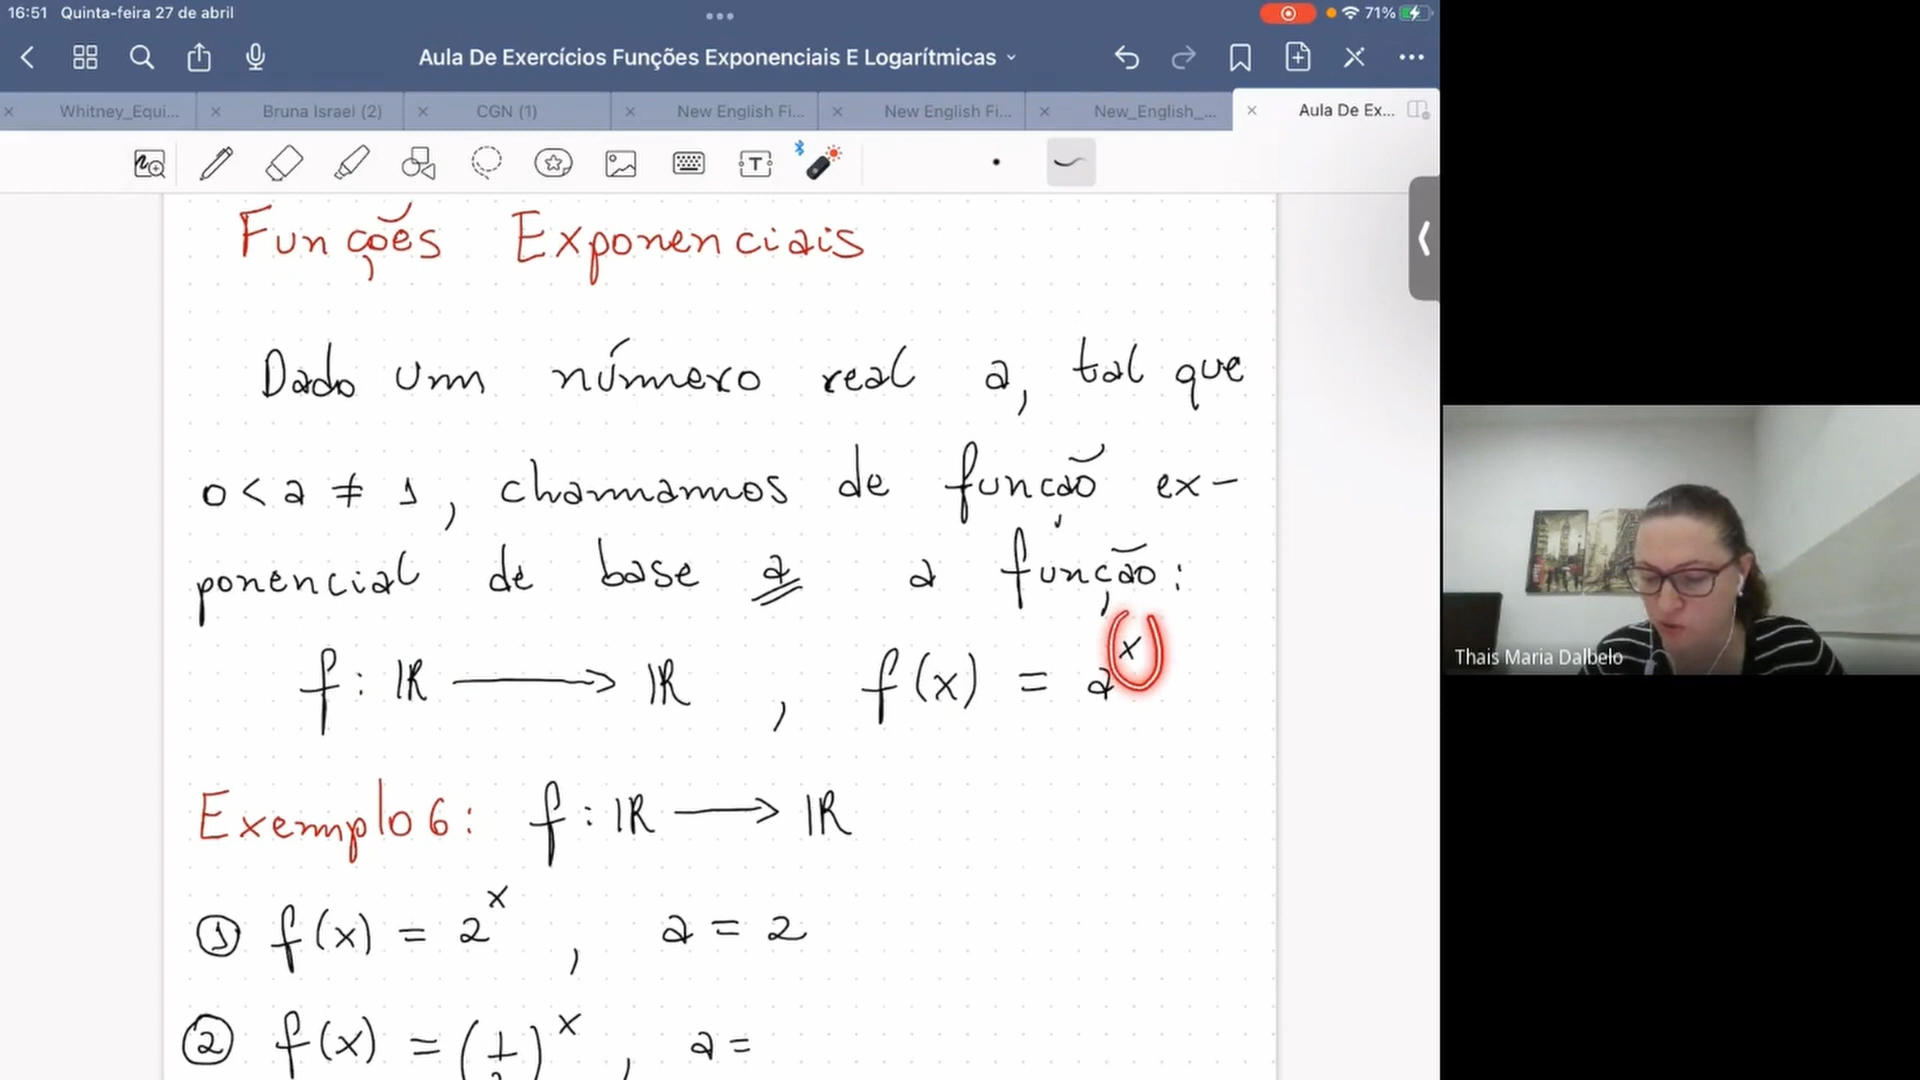 16:51 Quinta-feira 27 de abril
71%
Aula De Exercícios Funções Exponenciais E Logarítmicas
Whitney_Equi... Bruna Israel (2) CGN (1) New English Fi... New English Fi... New_English_... Aula De Ex...
Funções Exponenciais
Dado um número real a, tal que
0 < a ≠ 1, chamamos de função ex-
ponencial de base a a função:
f: ℝ → ℝ, f(x) = a^x
Exemplo 6: f: ℝ → ℝ
① f(x) = 2^x, a = 2
② f(x) = (1/2)^x, a =
Thais Maria Dalbelo